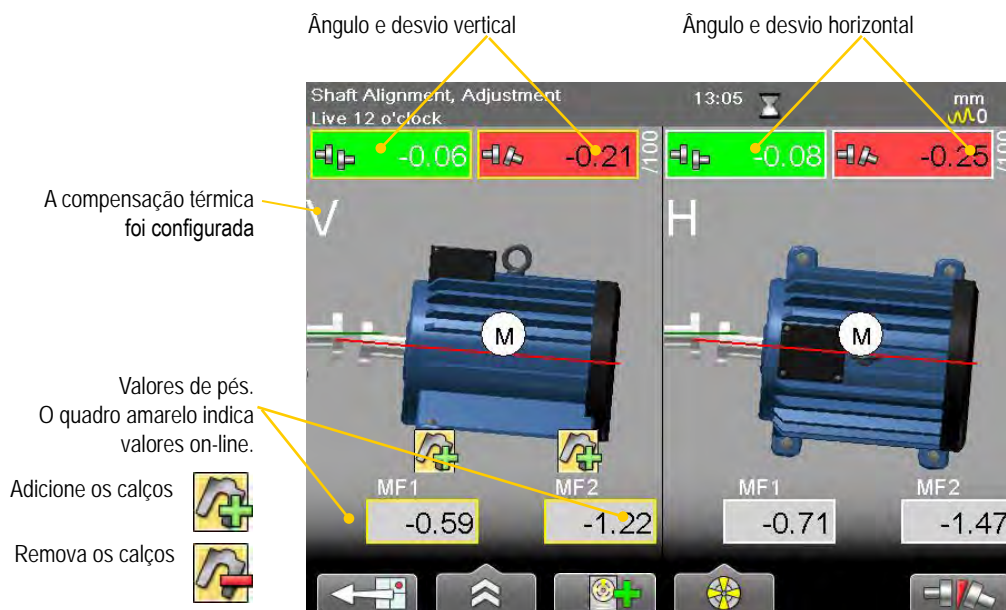 Ângulo e desvio vertical
Ângulo e desvio horizontal
Shaft Alignment, Adjustment
13:05
mm
Live 12 o'clock
0
-0.06
-0.21
/100
-0.08
-0.25
/100
A compensação térmica
foi configurada
V
H
M
M
Valores de pés.
O quadro amarelo indica
valores on-line.
Adicione os calços
Remova os calços
MF1
MF2
MF1
MF2
-0.59
-1.22
-0.71
-1.47